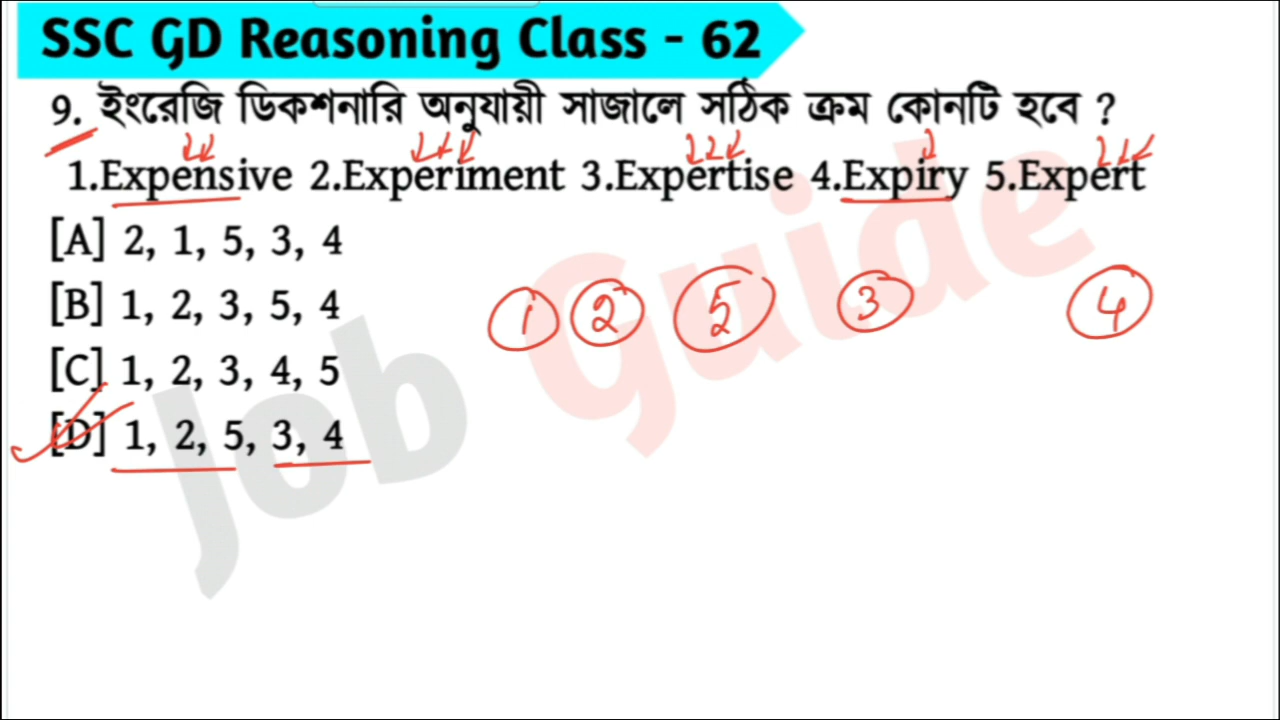 SSC GD Reasoning Class - 62
9. ইংরেজি ডিকশনারি অনুযায়ী সাজালে সঠিক ক্রম কোনটি হবে ?
1.Expensive 2.Experiment 3.Expertise 4.Expiry 5.Expert
[A] 2, 1, 5, 3, 4
[B] 1, 2, 3, 5, 4
1 2 5 3 4
[C] 1, 2, 3, 4, 5
[D] 1, 2, 5, 3, 4
Job Guide